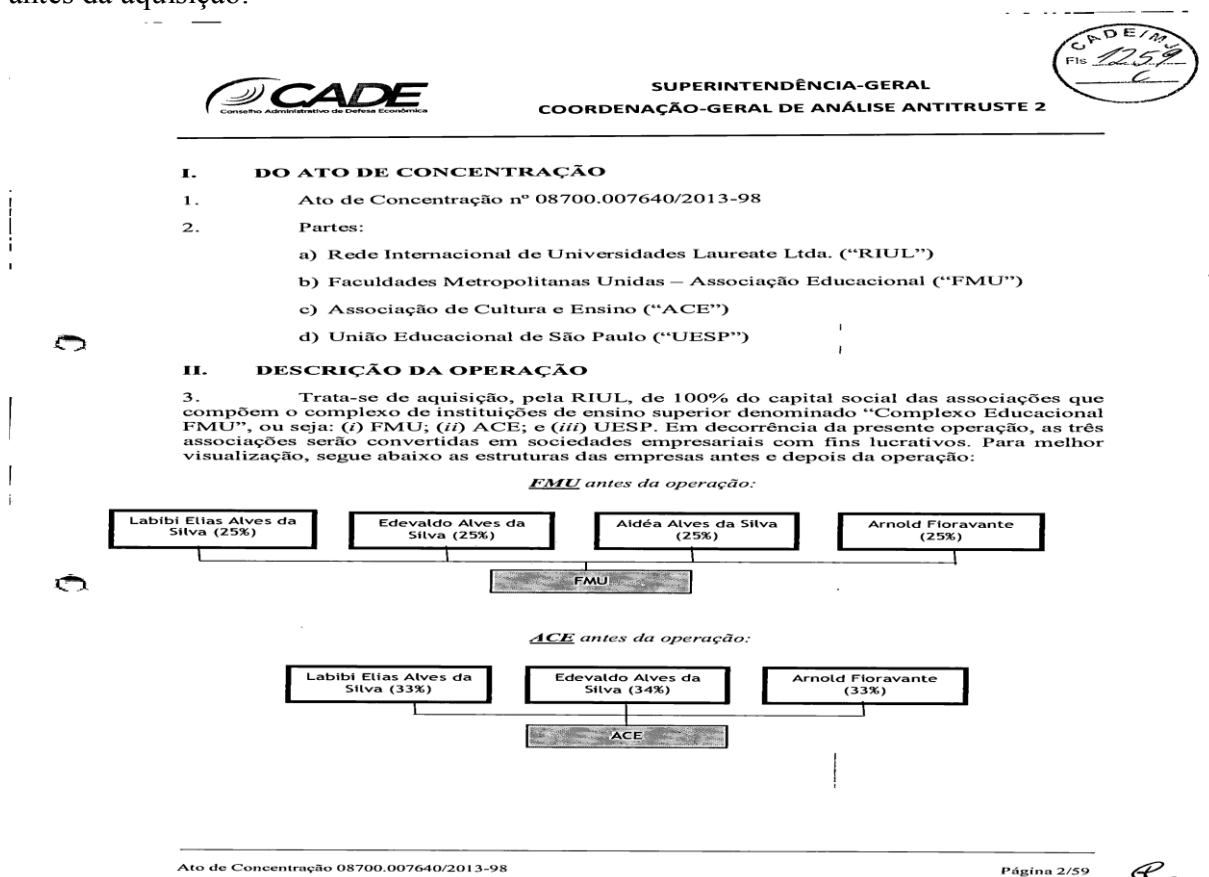 antes da aquisição:
CADE/MJ
Fls 1259
CADE
Conselho Administrativo de Defesa Econômica
SUPERINTENDÊNCIA-GERAL
COORDENAÇÃO-GERAL DE ANÁLISE ANTITRUSTE 2
I. DO ATO DE CONCENTRAÇÃO
1. Ato de Concentração nº 08700.007640/2013-98
2. Partes:
a) Rede Internacional de Universidades Laureate Ltda. (“RIUL”)
b) Faculdades Metropolitanas Unidas – Associação Educacional (“FMU”)
c) Associação de Cultura e Ensino (“ACE”)
d) União Educacional de São Paulo (“UESP”)
II. DESCRIÇÃO DA OPERAÇÃO
3. Trata-se de aquisição, pela RIUL, de 100% do capital social das associações que
compõem o complexo de instituições de ensino superior denominado “Complexo Educacional
FMU”, ou seja: (i) FMU; (ii) ACE; e (iii) UESP. Em decorrência da presente operação, as três
associações serão convertidas em sociedades empresariais com fins lucrativos. Para melhor
visualização, segue abaixo as estruturas das empresas antes e depois da operação:
FMU antes da operação:
Labibi Elias Alves da
Silva (25%)
Edevaldo Alves da
Silva (25%)
Aidéa Alves da Silva
(25%)
Arnold Fioravante
(25%)
FMU
ACE antes da operação:
Labibi Elias Alves da
Silva (33%)
Edevaldo Alves da
Silva (34%)
Arnold Fioravante
(33%)
ACE
Ato de Concentração 08700.007640/2013-98
Página 2/59